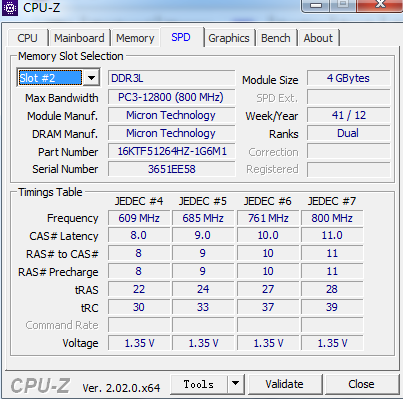 CPU-Z
CPU Mainboard Memory SPD Graphics Bench About
Memory Slot Selection
Slot #2 DDR3L Module Size 4 GBytes
Max Bandwidth PC3-12800 (800 MHz) SPD Ext.
Module Manuf. Micron Technology Week/Year 41 / 12
DRAM Manuf. Micron Technology Ranks Dual
Part Number 16KTF51264HZ-1G6M1 Correction
Serial Number 3651EE58 Registered
Timings Table
JEDEC #4 JEDEC #5 JEDEC #6 JEDEC #7
Frequency 609 MHz 685 MHz 761 MHz 800 MHz
CAS# Latency 8.0 9.0 10.0 11.0
RAS# to CAS# 8 9 10 11
RAS# Precharge 8 9 10 11
tRAS 22 24 27 28
tRC 30 33 37 39
Command Rate
Voltage 1.35 V 1.35 V 1.35 V 1.35 V
CPU-Z Ver. 2.02.0.x64 Tools Validate Close